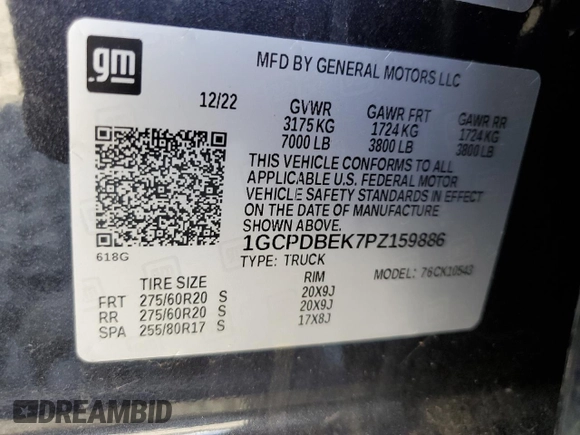 gm
MFD BY GENERAL MOTORS LLC
12/22 GVWR GAWR FRT GAWR RR
3175 KG 1724 KG 1724 KG
7000 LB 3800 LB 3800 LB
THIS VEHICLE CONFORMS TO ALL
APPLICABLE U.S. FEDERAL MOTOR
VEHICLE SAFETY STANDARDS IN EFFECT
ON THE DATE OF MANUFACTURE
SHOWN ABOVE.
1GCPDBEK7PZ159886
618G TYPE: TRUCK MODEL: 76CK10543
TIRE SIZE RIM
FRT 275/60R20 S 20X9J
RR 275/60R20 S 20X9J
SPA 255/80R17 S 17X8J
DREAMBID